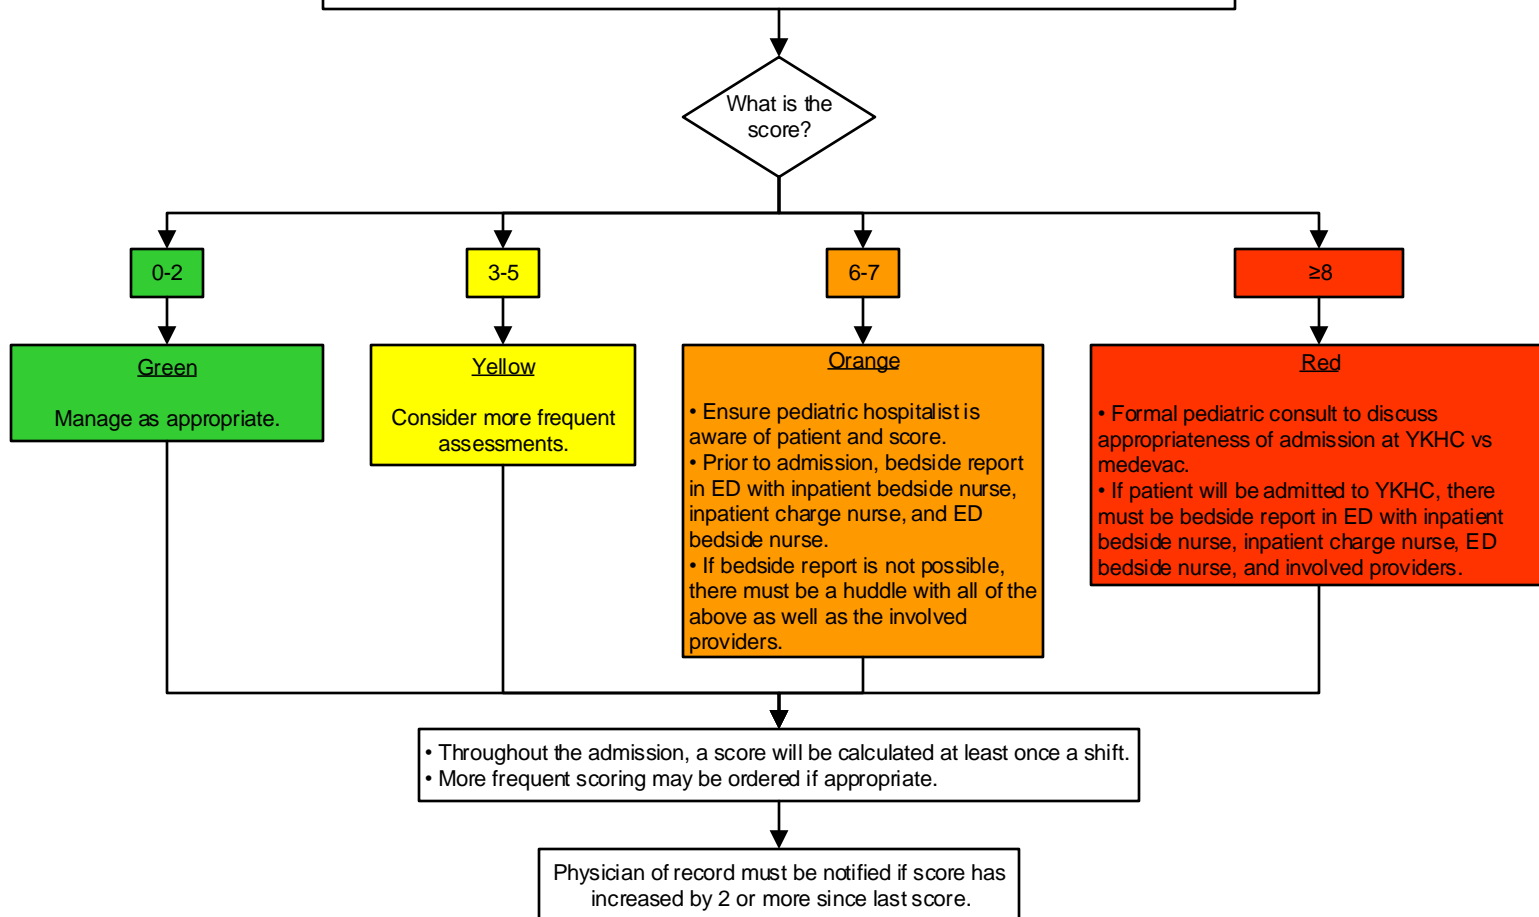 What is the
score?
0-2
3-5
6-7
≥8
Green
Manage as appropriate.
Yellow
Consider more frequent
assessments.
Orange
• Ensure pediatric hospitalist is
aware of patient and score.
• Prior to admission, bedside report
in ED with inpatient bedside nurse,
inpatient charge nurse, and ED
bedside nurse.
• If bedside report is not possible,
there must be a huddle with all of the
above as well as the involved
providers.
Red
• Formal pediatric consult to discuss
appropriateness of admission at YKHC vs
medevac.
• If patient will be admitted to YKHC, there
must be bedside report in ED with inpatient
bedside nurse, inpatient charge nurse, ED
bedside nurse, and involved providers.
• Throughout the admission, a score will be calculated at least once a shift.
• More frequent scoring may be ordered if appropriate.
Physician of record must be notified if score has
increased by 2 or more since last score.